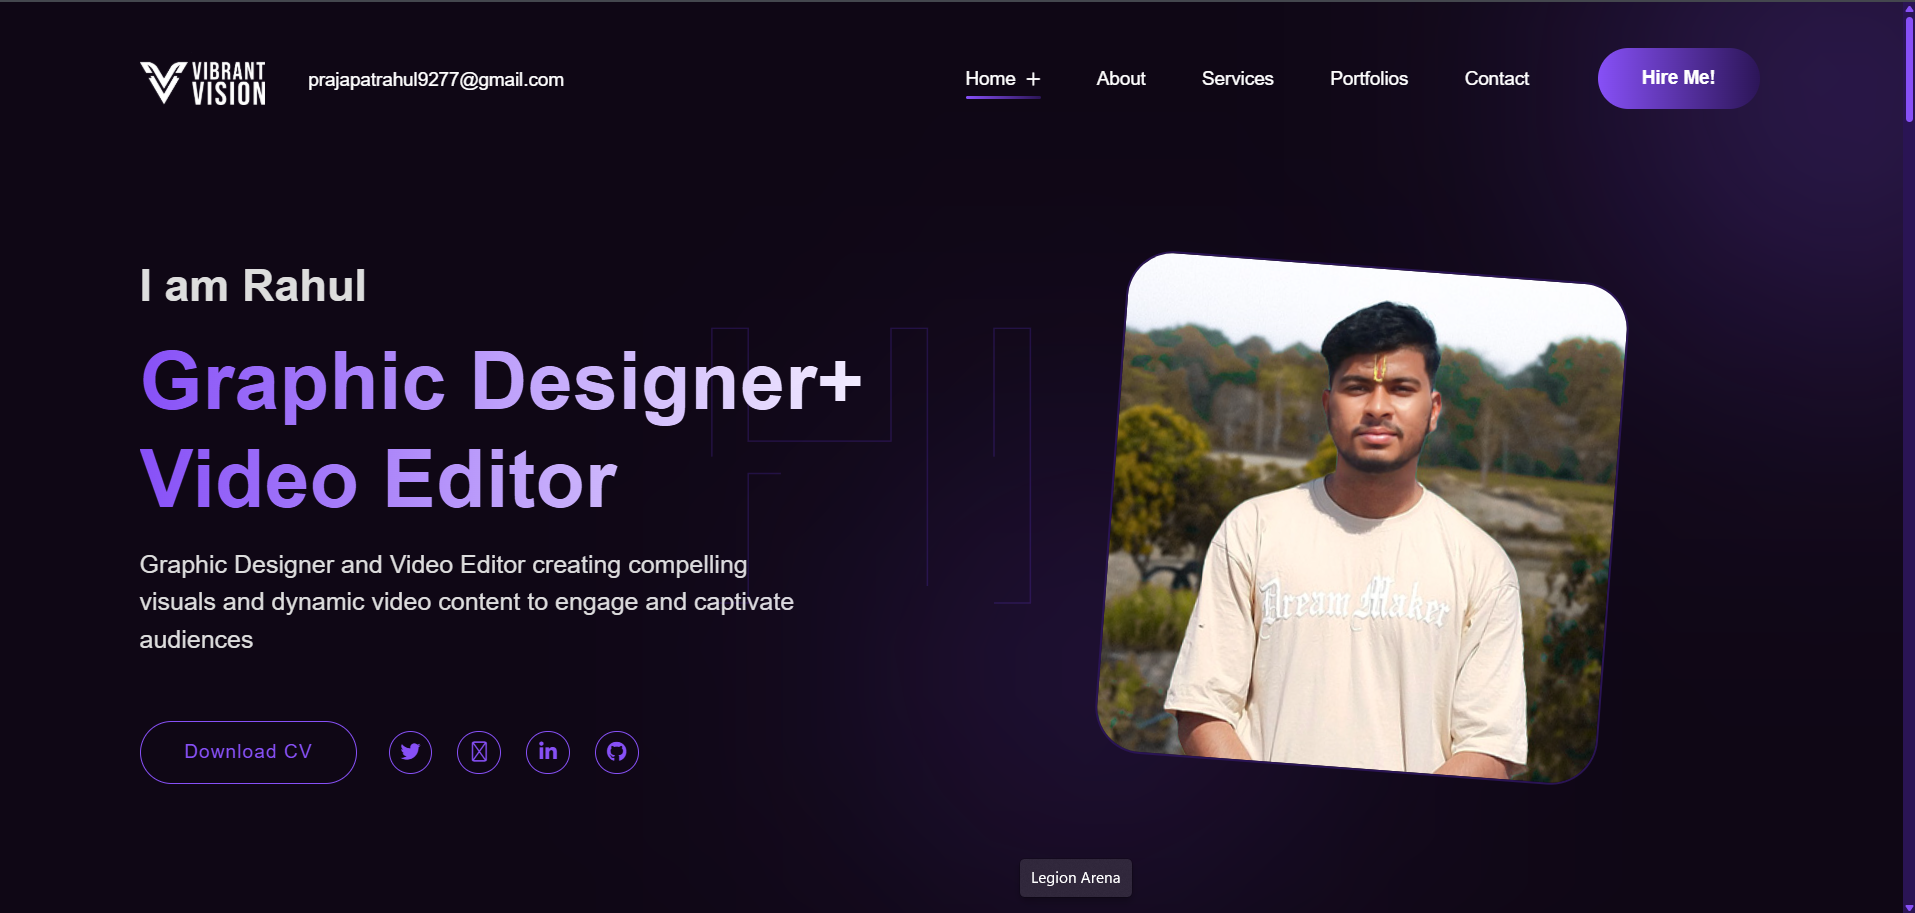 VIBRANT
VISION
prajapatrahul9277@gmail.com
Home +
About
Services
Portfolios
Contact
Hire Me!
I am Rahul
HI
Graphic Designer+
Video Editor
Graphic Designer and Video Editor creating compelling
visuals and dynamic video content to engage and captivate
audiences
Dream Maker
Download CV
in
Legion Arena